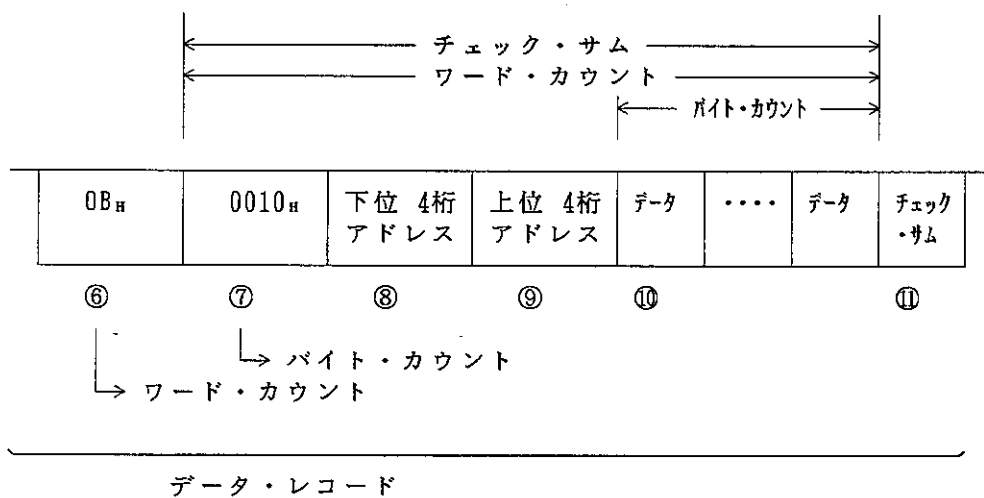 チェック・サム
ワード・カウント
バイト・カウント
0BH 0010H 下位 4桁 アドレス 上位 4桁 アドレス データ ・・・・ データ チェック・サム
⑥ ⑦ ⑧ ⑨ ⑩ ⑪
バイト・カウント
ワード・カウント
データ・レコード